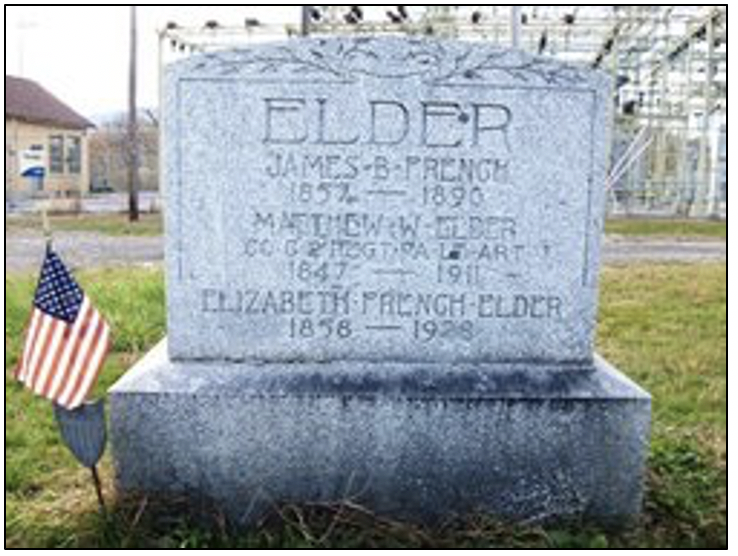 ELDER
JAMES-B-FRENCH
1857 — 1890
MATTHEW-W-ELDER
CO G 2 REGT PA LT-ART
1847 — 1911
ELIZABETH-FRENCH-ELDER
1858 — 1928